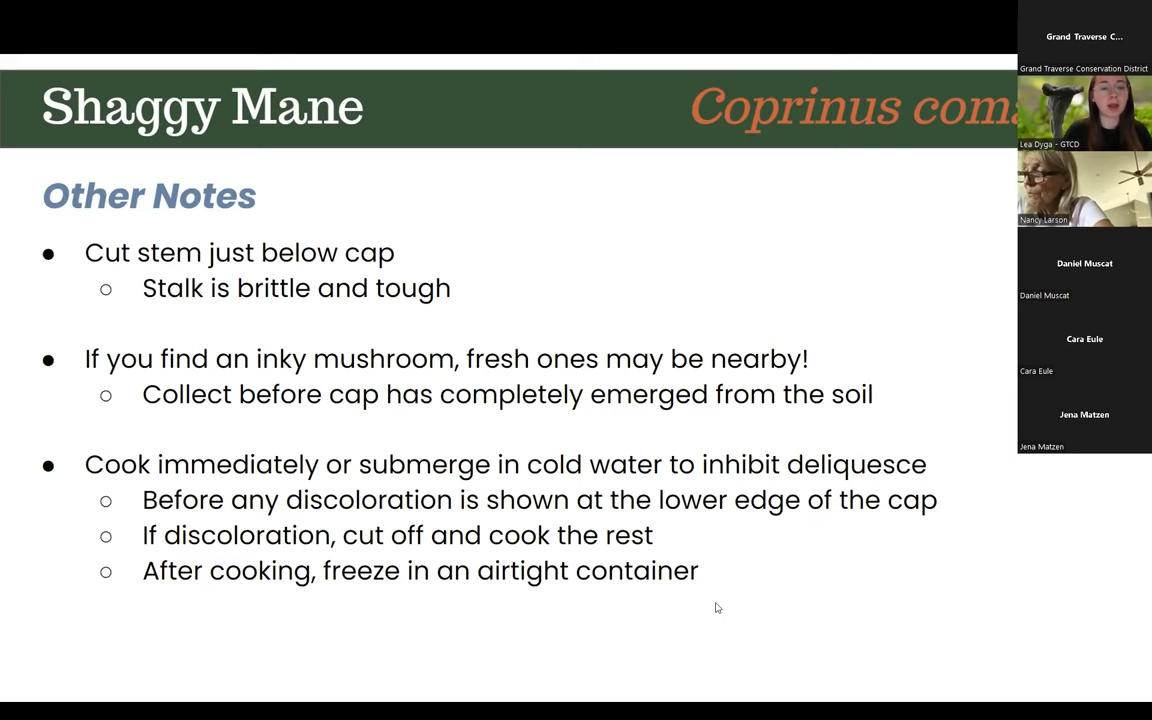 Shaggy Mane
Coprinus coma
Other Notes
● Cut stem just below cap
○ Stalk is brittle and tough
● If you find an inky mushroom, fresh ones may be nearby!
○ Collect before cap has completely emerged from the soil
● Cook immediately or submerge in cold water to inhibit deliquesce
○ Before any discoloration is shown at the lower edge of the cap
○ If discoloration, cut off and cook the rest
○ After cooking, freeze in an airtight container
Grand Traverse C...
Grand Traverse Conservation District
Lea Dyga - GTCD
Nancy Larson
Daniel Muscat
Daniel Muscat
Cara Eule
Cara Eule
Jena Matzen
Jena Matzen